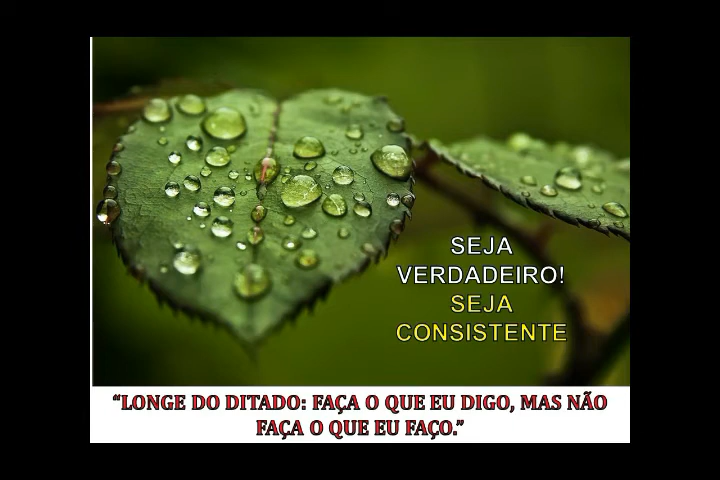 SEJA
VERDADEIRO!
SEJA
CONSISTENTE
“LONGE DO DITADO: FAÇA O QUE EU DIGO, MAS NÃO
FAÇA O QUE EU FAÇO.”